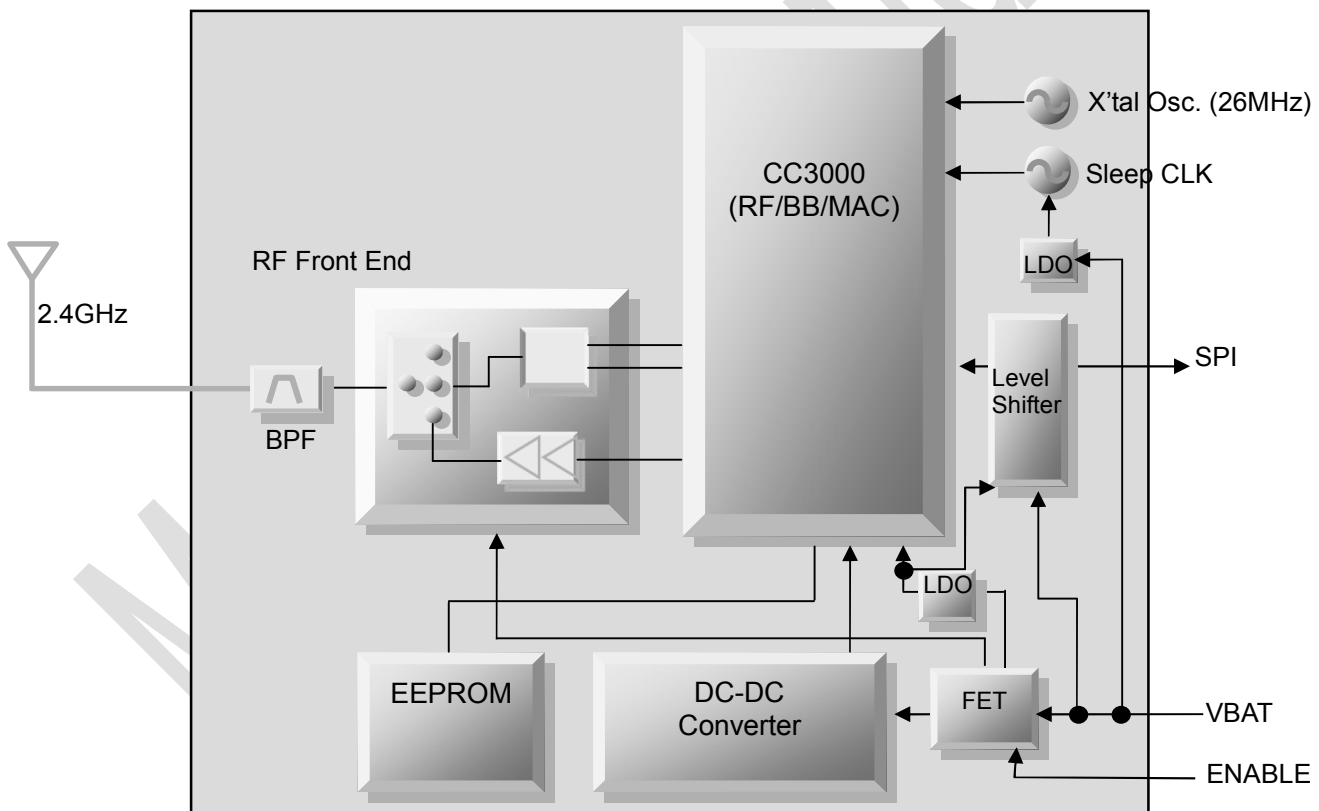 X'tal Osc. (26MHz)
CC3000
(RF/BB/MAC)
Sleep CLK
RF Front End
LDO
2.4GHz
SPI
Level
Shifter
BPF
LDO
EEPROM
DC-DC
Converter
FET
VBAT
ENABLE